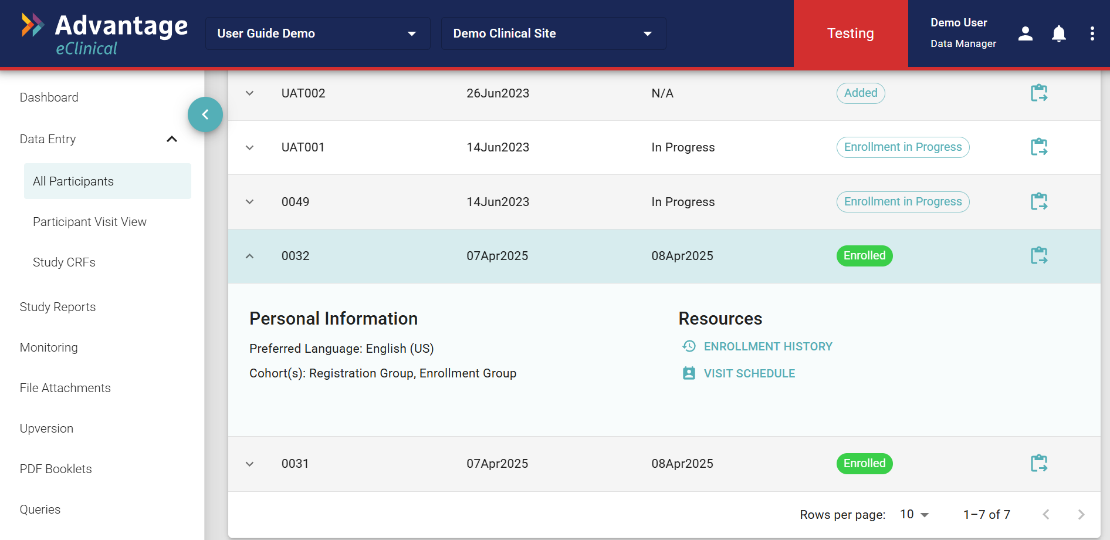 Advantage
eClinical
User Guide Demo
Demo Clinical Site
Testing
Demo User
Data Manager
Dashboard
Data Entry
All Participants
Participant Visit View
Study CRFs
Study Reports
Monitoring
File Attachments
Upversion
PDF Booklets
Queries
UAT002 26Jun2023 N/A Added
UAT001 14Jun2023 In Progress Enrollment in Progress
0049 14Jun2023 In Progress Enrollment in Progress
0032 07Apr2025 08Apr2025 Enrolled
Personal Information
Preferred Language: English (US)
Cohort(s): Registration Group, Enrollment Group
Resources
ENROLLMENT HISTORY
VISIT SCHEDULE
0031 07Apr2025 08Apr2025 Enrolled
Rows per page: 10 1–7 of 7